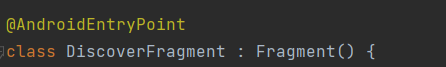 @AndroidEntryPoint
class DiscoverFragment : Fragment() {